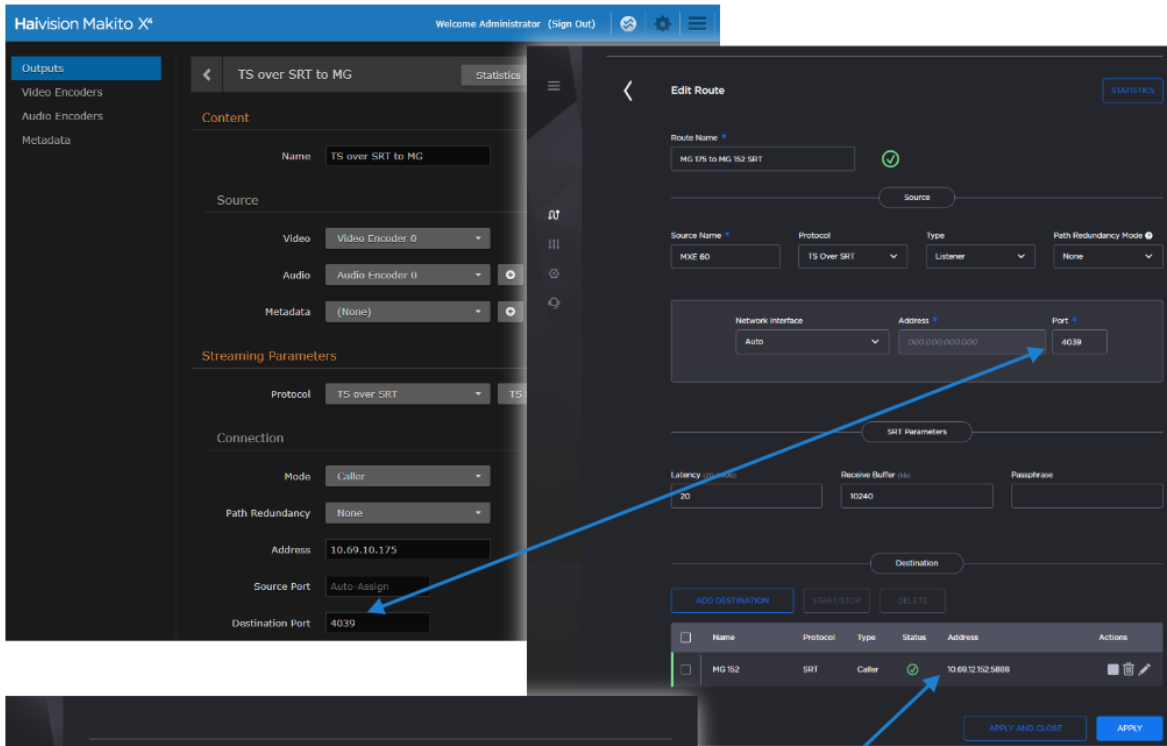 Haivision Makito X⁴
Welcome Administrator (Sign Out)
Outputs
Video Encoders
Audio Encoders
Metadata
TS over SRT to MG
Statistics
Content
Name
TS over SRT to MG
Source
Video
Video Encoder 0
Audio
Audio Encoder 0
Metadata
(None)
Streaming Parameters
Protocol
TS over SRT
TS
Connection
Mode
Caller
Path Redundancy
None
Address
10.69.10.175
Source Port
Auto-Assign
Destination Port
4039
Edit Route
STATISTICS
Route Name *
MG 175 to MG 152 SRT
Source
Source Name *
Protocol
Type
Path Redundancy Mode
MXE 60
TS Over SRT
Listener
None
Network Interface
Address *
Port *
Auto
000.000.000.000
4039
SRT Parameters
Latency
Receive Buffer
Passphrase
20
10240
Destination
ADD DESTINATION
START/STOP
DELETE
Name
Protocol
Type
Status
Address
Actions
MG 152
SRT
Caller
10.69.12.152:5888
APPLY AND CLOSE
APPLY